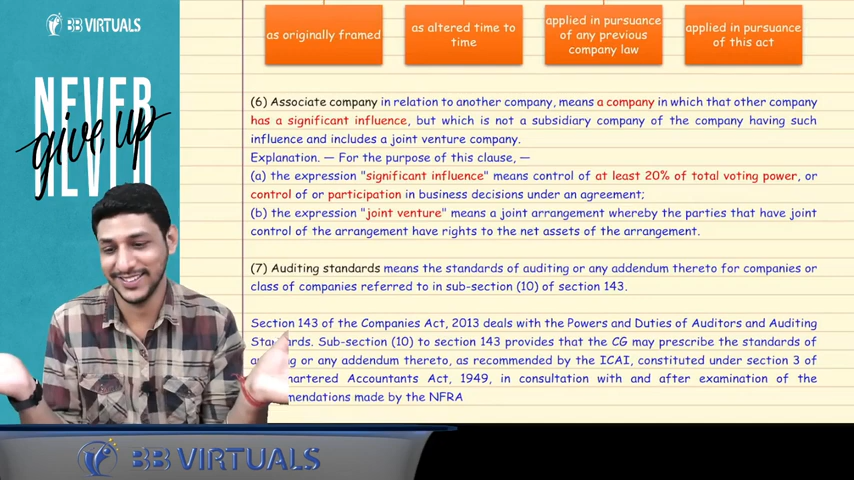 BB VIRTUALS
NEVER
give up
NEVER
as originally framed
as altered time to
time
applied in pursuance
of any previous
company law
applied in pursuance
of this act
(6) Associate company in relation to another company, means a company in which that other company
has a significant influence, but which is not a subsidiary company of the company having such
influence and includes a joint venture company.
Explanation. — For the purpose of this clause, —
(a) the expression "significant influence" means control of at least 20% of total voting power, or
control of or participation in business decisions under an agreement;
(b) the expression "joint venture" means a joint arrangement whereby the parties that have joint
control of the arrangement have rights to the net assets of the arrangement.
(7) Auditing standards means the standards of auditing or any addendum thereto for companies or
class of companies referred to in sub-section (10) of section 143.
Section 143 of the Companies Act, 2013 deals with the Powers and Duties of Auditors and Auditing
Standards. Sub-section (10) to section 143 provides that the CG may prescribe the standards of
or any addendum thereto, as recommended by the ICAI, constituted under section 3 of
Accountants Act, 1949, in consultation with and after examination of the
made by the NFRA
BB VIRTUALS